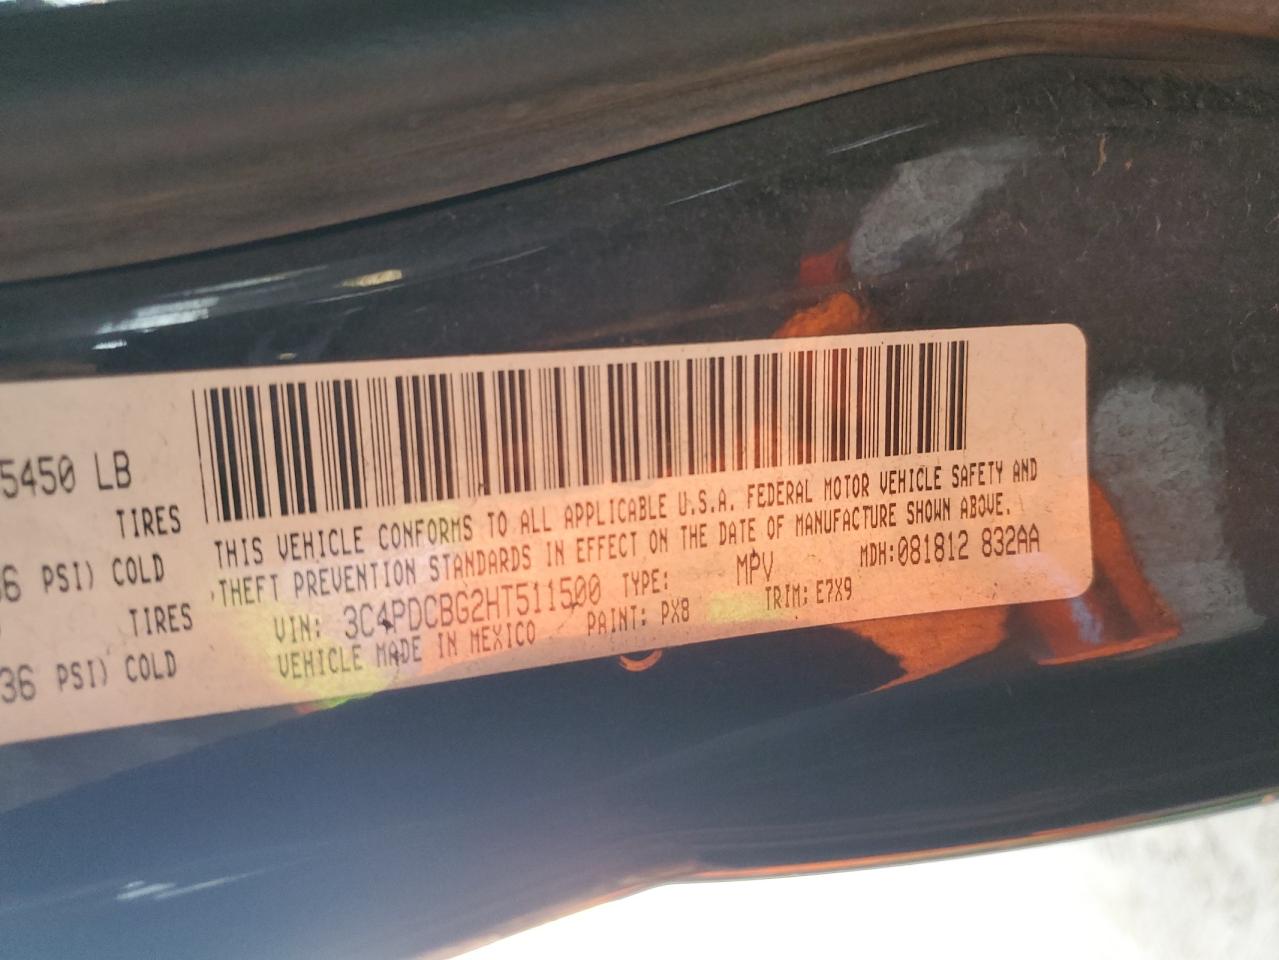 5450 LB
TIRES
36 PSI) COLD
TIRES
36 PSI) COLD
THIS VEHICLE CONFORMS TO ALL APPLICABLE U.S.A. FEDERAL MOTOR VEHICLE SAFETY AND
THEFT PREVENTION STANDARDS IN EFFECT ON THE DATE OF MANUFACTURE SHOWN ABOVE.
VIN: 3C4PDCBG2HT511500 TYPE: MPV MDH:081812 832AA
VEHICLE MADE IN MEXICO PAINT: PX8 TRIM: E7X9